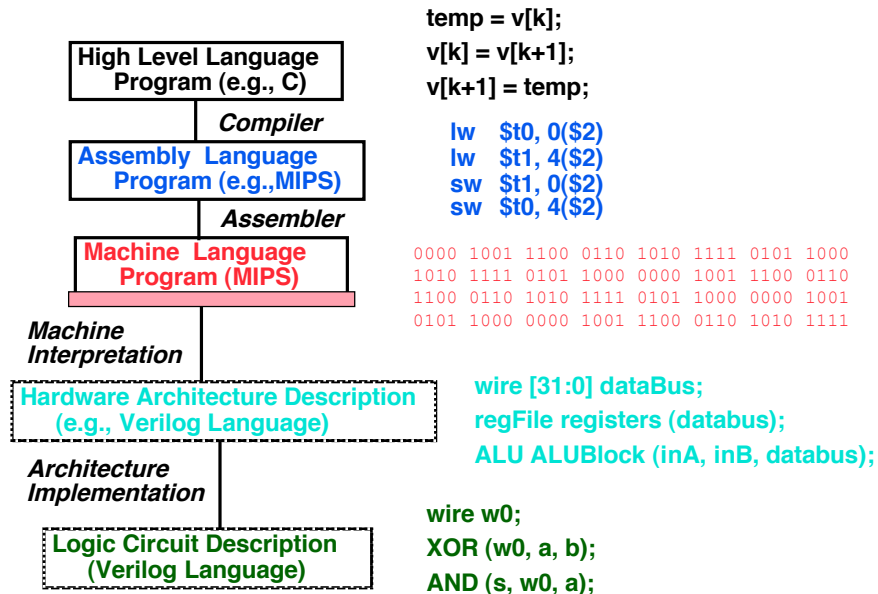 temp = v[k];
v[k] = v[k+1];
v[k+1] = temp;
High Level Language
Program (e.g., C)
Compiler
lw $t0, 0($2)
lw $t1, 4($2)
sw $t1, 0($2)
sw $t0, 4($2)
Assembly Language
Program (e.g.,MIPS)
Assembler
Machine Language
Program (MIPS)
0000 1001 1100 0110 1010 1111 0101 1000
1010 1111 0101 1000 0000 1001 1100 0110
1100 0110 1010 1111 0101 1000 0000 1001
0101 1000 0000 1001 1100 0110 1010 1111
Machine
Interpretation
Hardware Architecture Description
(e.g., Verilog Language)
wire [31:0] dataBus;
regFile registers (databus);
ALU ALUBlock (inA, inB, databus);
Architecture
Implementation
Logic Circuit Description
(Verilog Language)
wire w0;
XOR (w0, a, b);
AND (s, w0, a);